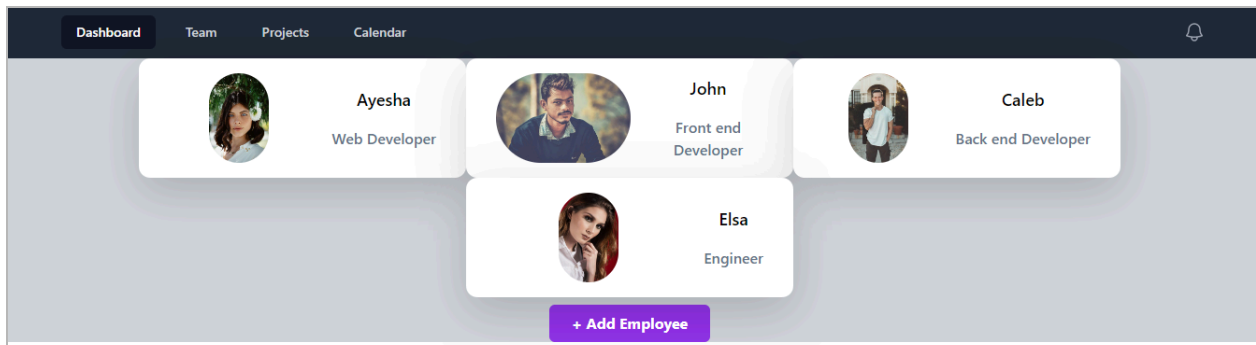 Dashboard Team Projects Calendar
Ayesha
Web Developer
John
Front end
Developer
Caleb
Back end Developer
Elsa
Engineer
+ Add Employee